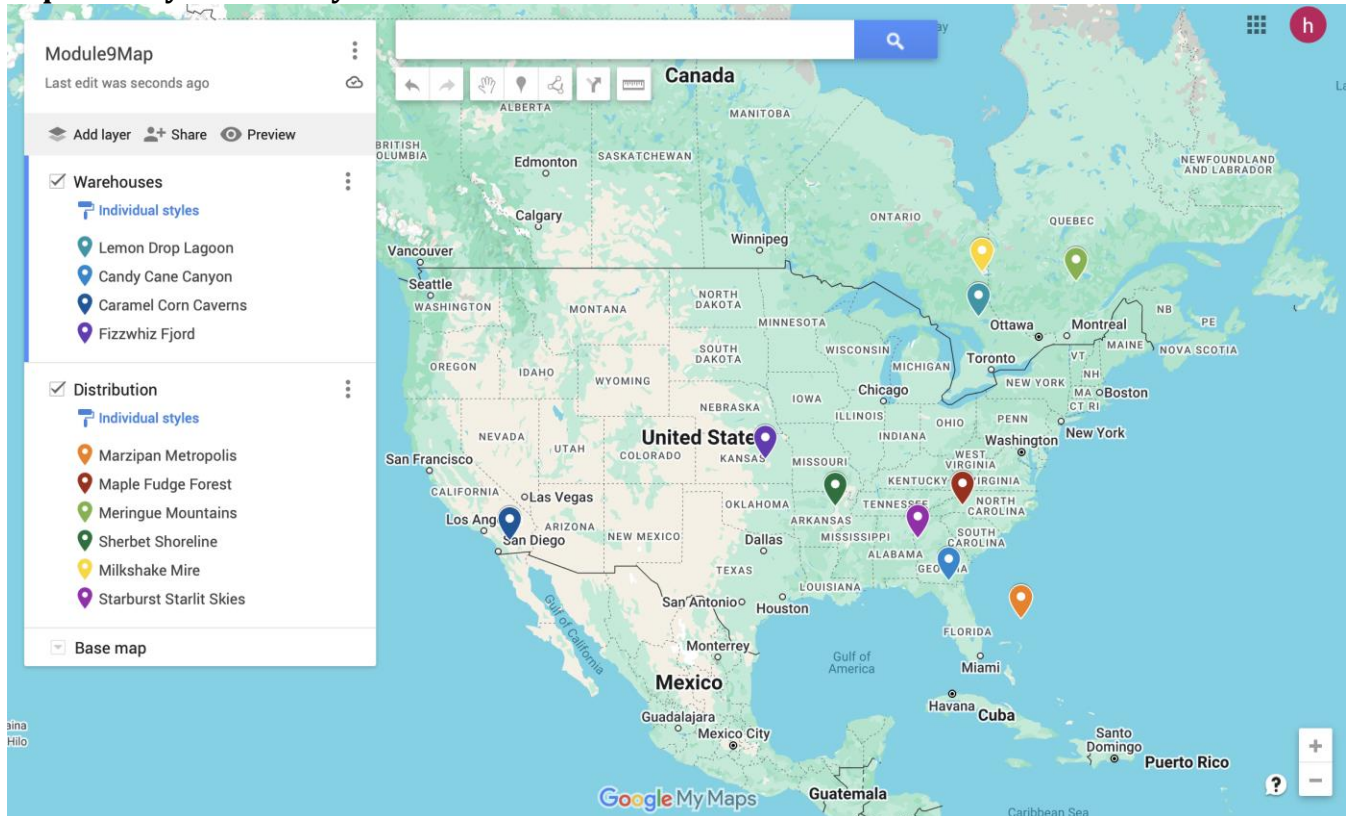 Module9Map
Last edit was seconds ago
Add layer Share Preview
Warehouses
Individual styles
Lemon Drop Lagoon
Candy Cane Canyon
Caramel Corn Caverns
Fizzwhiz Fjord
Distribution
Individual styles
Marzipan Metropolis
Maple Fudge Forest
Meringue Mountains
Sherbet Shoreline
Milkshake Mire
Starburst Starlit Skies
Base map
h
Canada
ALBERTA
MANITOBA
BRITISH
OLUMBIA
Edmonton
SASKATCHEWAN
NEWFOUNDLAND
AND LABRADOR
Calgary
ONTARIO
QUEBEC
Vancouver
Winnipeg
Seattle
WASHINGTON
MONTANA
NORTH
DAKOTA
MINNESOTA
Ottawa
Montreal
NB
PE
MAINE
NOVA SCOTIA
OREGON
IDAHO
WYOMING
SOUTH
DAKOTA
WISCONSIN
MICHIGAN
Toronto
VT
NH
NEW YORK
MA
Boston
CT RI
NEBRASKA
IOWA
Chicago
ILLINOIS
INDIANA
OHIO
PENN
New York
Washington
NEVADA
UTAH
COLORADO
United State
KANSAS
MISSOURI
WEST
VIRGINIA
KENTUCKY
VIRGINIA
San Francisco
CALIFORNIA
Las Vegas
OKLAHOMA
TENNESSEE
NORTH
CAROLINA
Los Ang
ARIZONA
NEW MEXICO
ARKANSAS
San Diego
Dallas
MISSISSIPPI
ALABAMA
SOUTH
CAROLINA
TEXAS
LOUISIANA
San Antonio
Houston
FLORIDA
Gulf of
California
Monterrey
Gulf of
America
Miami
Mexico
Havana
Cuba
Guadalajara
Mexico City
Santo
Domingo
Puerto Rico
aina
Hilo
Google My Maps
Guatemala
Caribbean Sea
?
+
−